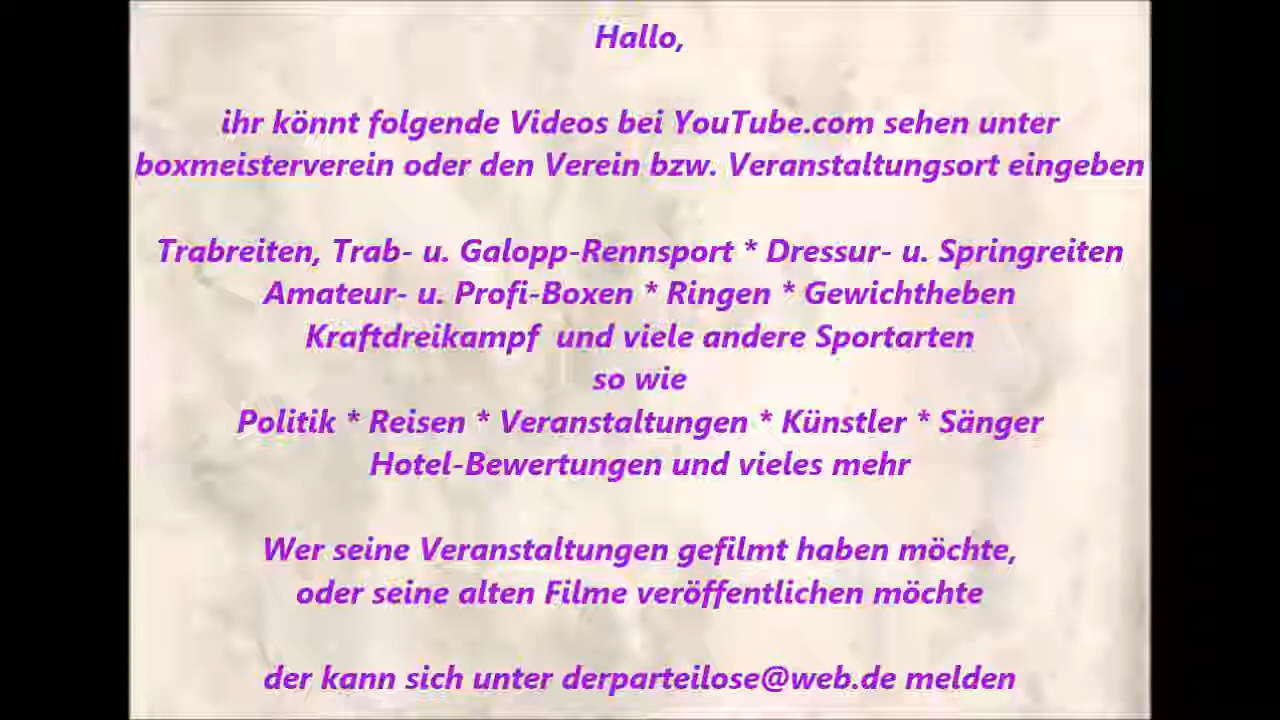 Hallo,
ihr könnt folgende Videos bei YouTube.com sehen unter
boxmeisterverein oder den Verein bzw. Veranstaltungsort eingeben
Trabreiten, Trab- u. Galopp-Rennsport * Dressur- u. Springreiten
Amateur- u. Profi-Boxen * Ringen * Gewichtheben
Kraftdreikampf und viele andere Sportarten
so wie
Politik * Reisen * Veranstaltungen * Künstler * Sänger
Hotel-Bewertungen und vieles mehr
Wer seine Veranstaltungen gefilmt haben möchte,
oder seine alten Filme veröffentlichen möchte
der kann sich unter derparteilose@web.de melden